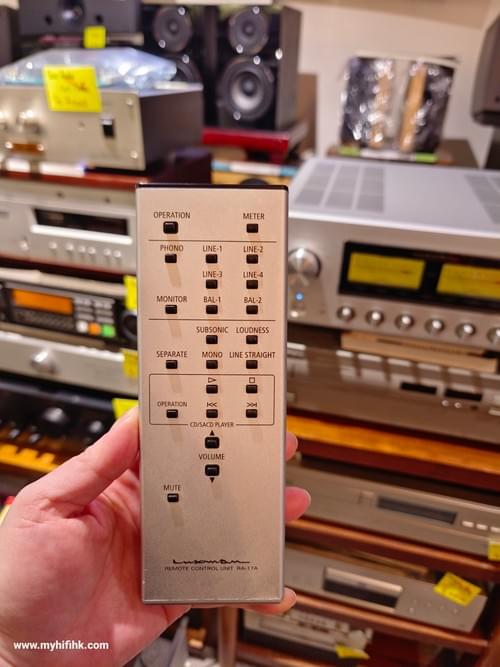 OPERATION METER
PHONO LINE-1 LINE-2
LINE-3 LINE-4
MONITOR BAL-1 BAL-2
SUBSONIC LOUDNESS
SEPARATE MONO LINE STRAIGHT
OPERATION
CD/SACD PLAYER
VOLUME
MUTE
LUXMAN
REMOTE CONTROL UNIT RA-17A
www.myhifihk.com